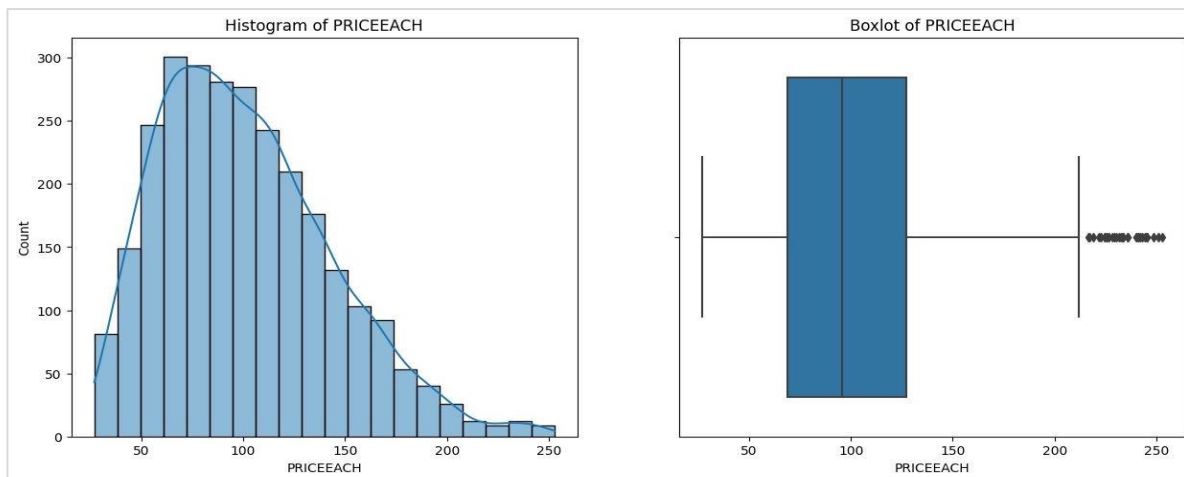 Histogram of PRICEEACH
300
250
200
150
100
50
0
Count
50 100 150 200 250
PRICEEACH
Boxlot of PRICEEACH
50 100 150 200 250
PRICEEACH